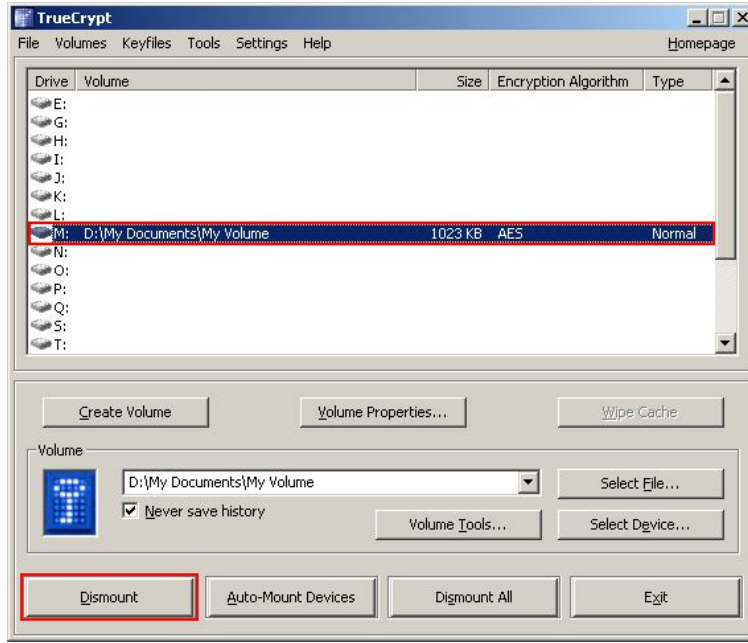 TrueCrypt
File Volumes Keyfiles Tools Settings Help Homepage
Drive Volume Size Encryption Algorithm Type
E:
G:
H:
I:
J:
K:
L:
M: D:\My Documents\My Volume 1023 KB AES Normal
N:
O:
P:
Q:
S:
T:
Create Volume Volume Properties... Wipe Cache
Volume
D:\My Documents\My Volume Select File...
Never save history
Volume Tools... Select Device...
Dismount Auto-Mount Devices Dismount All Exit